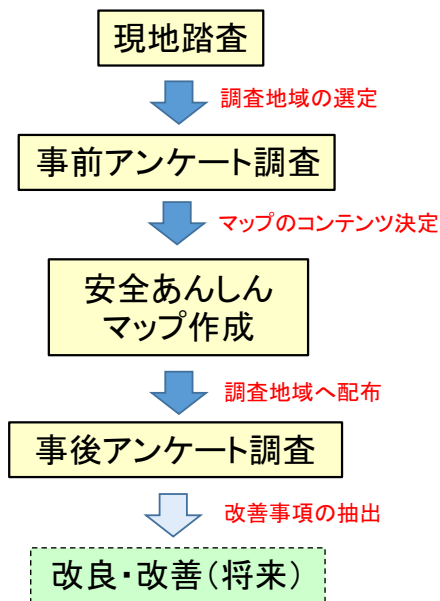 現地踏査
調査地域の選定
事前アンケート調査
マップのコンテンツ決定
安全あんしん
マップ作成
調査地域へ配布
事後アンケート調査
改善事項の抽出
改良・改善（将来）